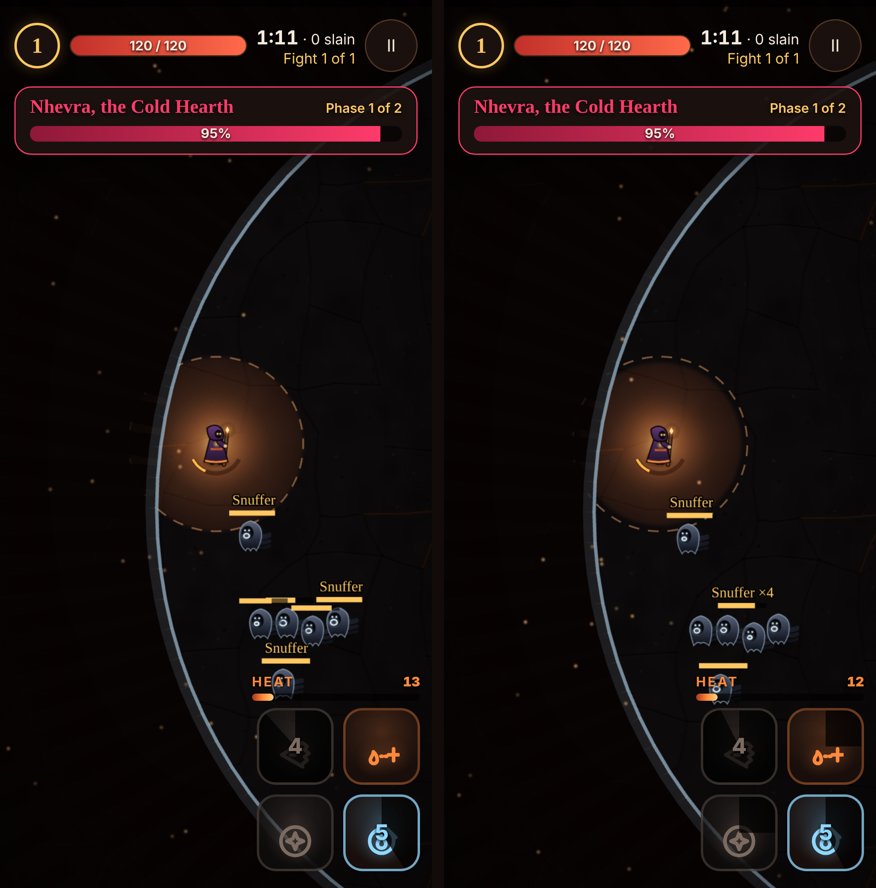 1
120 / 120
1:11 · 0 slain
Fight 1 of 1
Nhevra, the Cold Hearth
Phase 1 of 2
95%
Snuffer
Snuffer
Snuffer
HEAT
13
4
5
1
120 / 120
1:11 · 0 slain
Fight 1 of 1
Nhevra, the Cold Hearth
Phase 1 of 2
95%
Snuffer
Snuffer ×4
HEAT
12
4
5